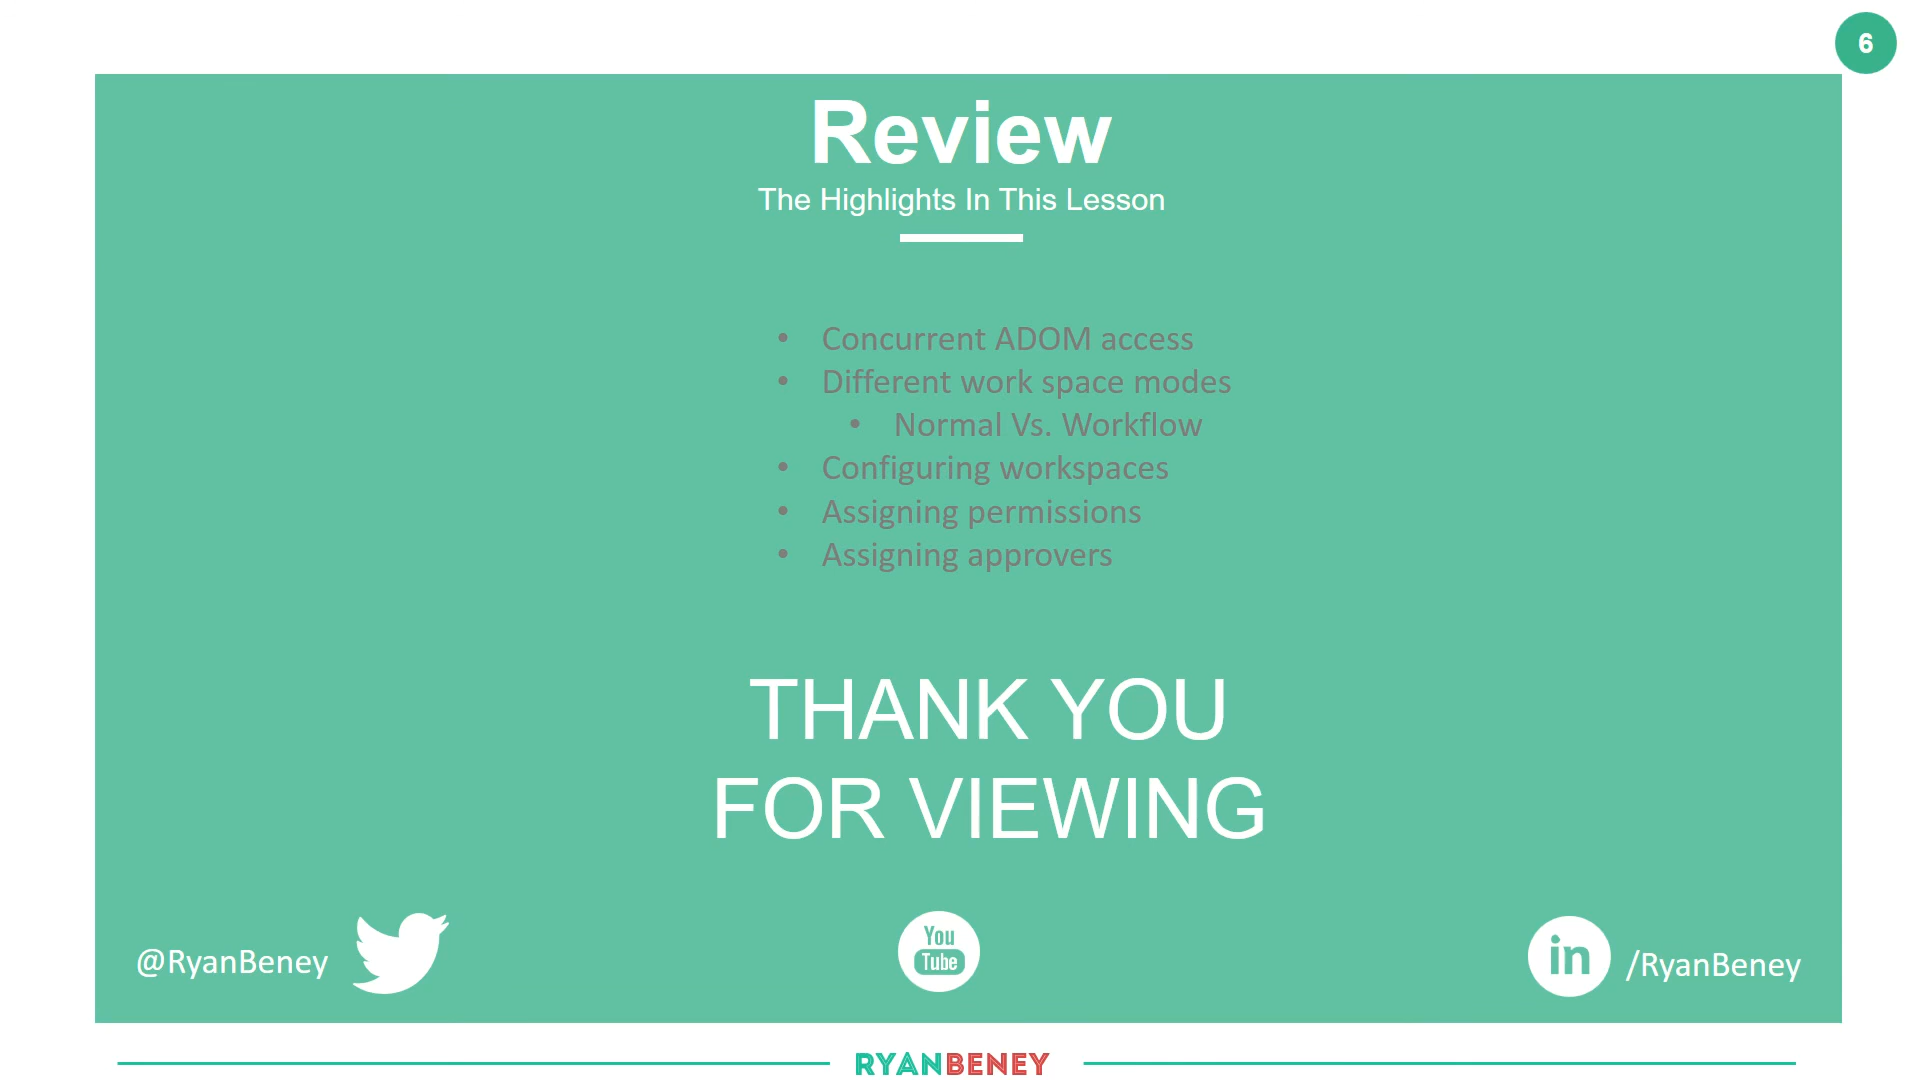 6
Review
The Highlights In This Lesson
• Concurrent ADOM access
• Different work space modes
• Normal Vs. Workflow
• Configuring workspaces
• Assigning permissions
• Assigning approvers
THANK YOU
FOR VIEWING
@RyanBeney
You
Tube
in /RyanBeney
RYANBENEY